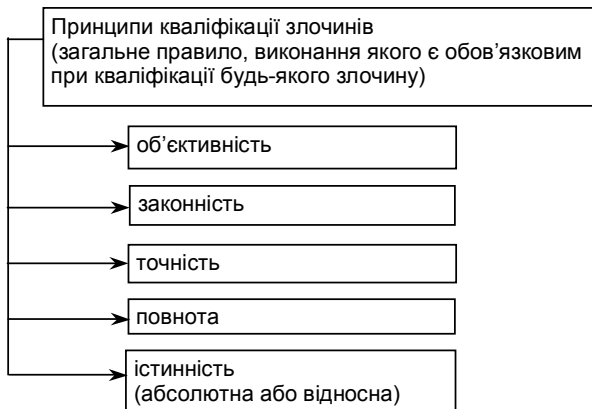 Принципи кваліфікації злочинів
(загальне правило, виконання якого є обов’язковим
при кваліфікації будь-якого злочину)
об’єктивність
законність
точність
повнота
істинність
(абсолютна або відносна)